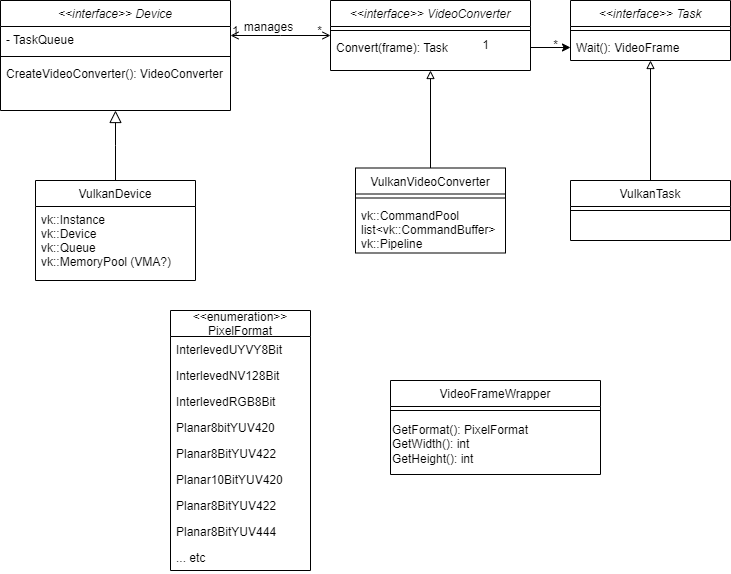 <<interface>> Device
- TaskQueue
CreateVideoConverter(): VideoConverter
1 manages *
<<interface>> VideoConverter
Convert(frame): Task
1
*
<<interface>> Task
Wait(): VideoFrame
VulkanDevice
vk::Instance
vk::Device
vk::Queue
vk::MemoryPool (VMA?)
VulkanVideoConverter
vk::CommandPool
list<vk::CommandBuffer>
vk::Pipeline
VulkanTask
<<enumeration>>
PixelFormat
InterlevedUYVY8Bit
InterlevedNV128Bit
InterlevedRGB8Bit
Planar8bitYUV420
Planar8BitYUV422
Planar10BitYUV420
Planar8BitYUV422
Planar8BitYUV444
... etc
VideoFrameWrapper
GetFormat(): PixelFormat
GetWidth(): int
GetHeight(): int